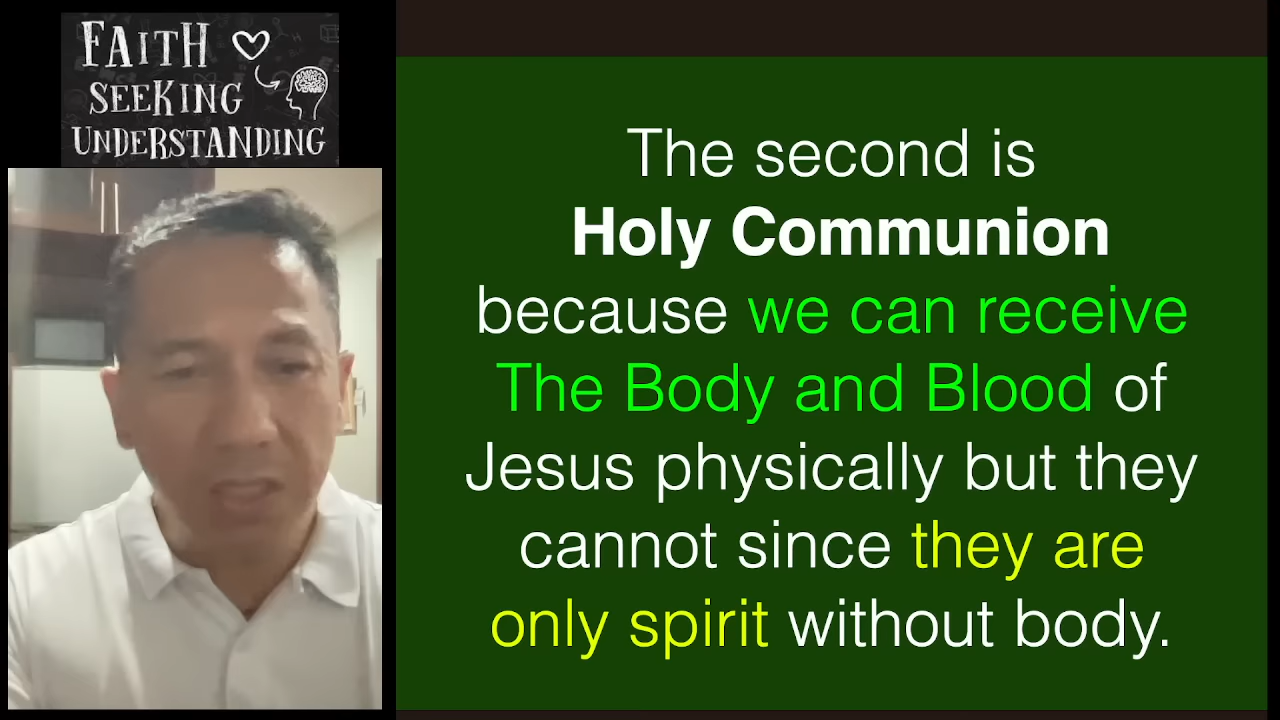 FAITH
SEEKING
UNDERSTANDING
The second is
Holy Communion
because we can receive
The Body and Blood of
Jesus physically but they
cannot since they are
only spirit without body.